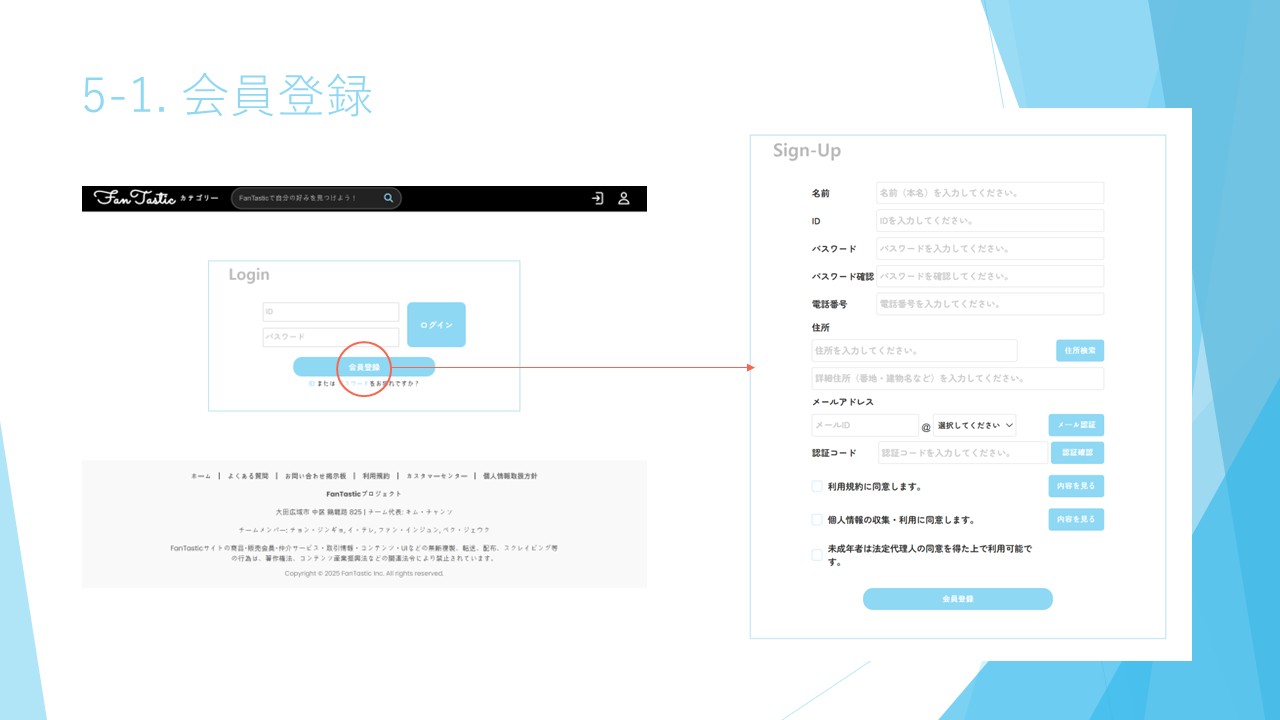 5-1. 会員登録
FanTastic カテゴリー FanTasticで自分の好みを見つけよう！
Login
ID
パスワード
ログイン
会員登録
ID または パスワードをお忘れですか？
ホーム | よくある質問 | お問い合わせ掲示板 | 利用規約 | カスタマーセンター | 個人情報取扱方針
FanTasticプロジェクト
大田広域市 中区 鶏龍路 825 | チーム代表: キム・チャンソ
チームメンバー: チョン・ジンギョ, イ・テレ, ファン・インジュン, ペク・ジェウク
FanTasticサイトの商品・販売会員・仲介サービス・取引情報・コンテンツ・UIなどの無断複製、転送、配布、スクレイピング等
の行為は、著作権法、コンテンツ産業振興法などの関連法令により禁止されています。
Copyright © 2025 FanTastic Inc. All rights reserved.
Sign-Up
名前 名前（本名）を入力してください。
ID IDを入力してください。
パスワード パスワードを入力してください。
パスワード確認 パスワードを確認してください。
電話番号 電話番号を入力してください。
住所
住所を入力してください。 住所検索
詳細住所（番地・建物名など）を入力してください。
メールアドレス
メールID @ 選択してください メール認証
認証コード 認証コードを入力してください。 認証確認
利用規約に同意します。 内容を見る
個人情報の収集・利用に同意します。 内容を見る
未成年者は法定代理人の同意を得た上で利用可能で
す。
会員登録